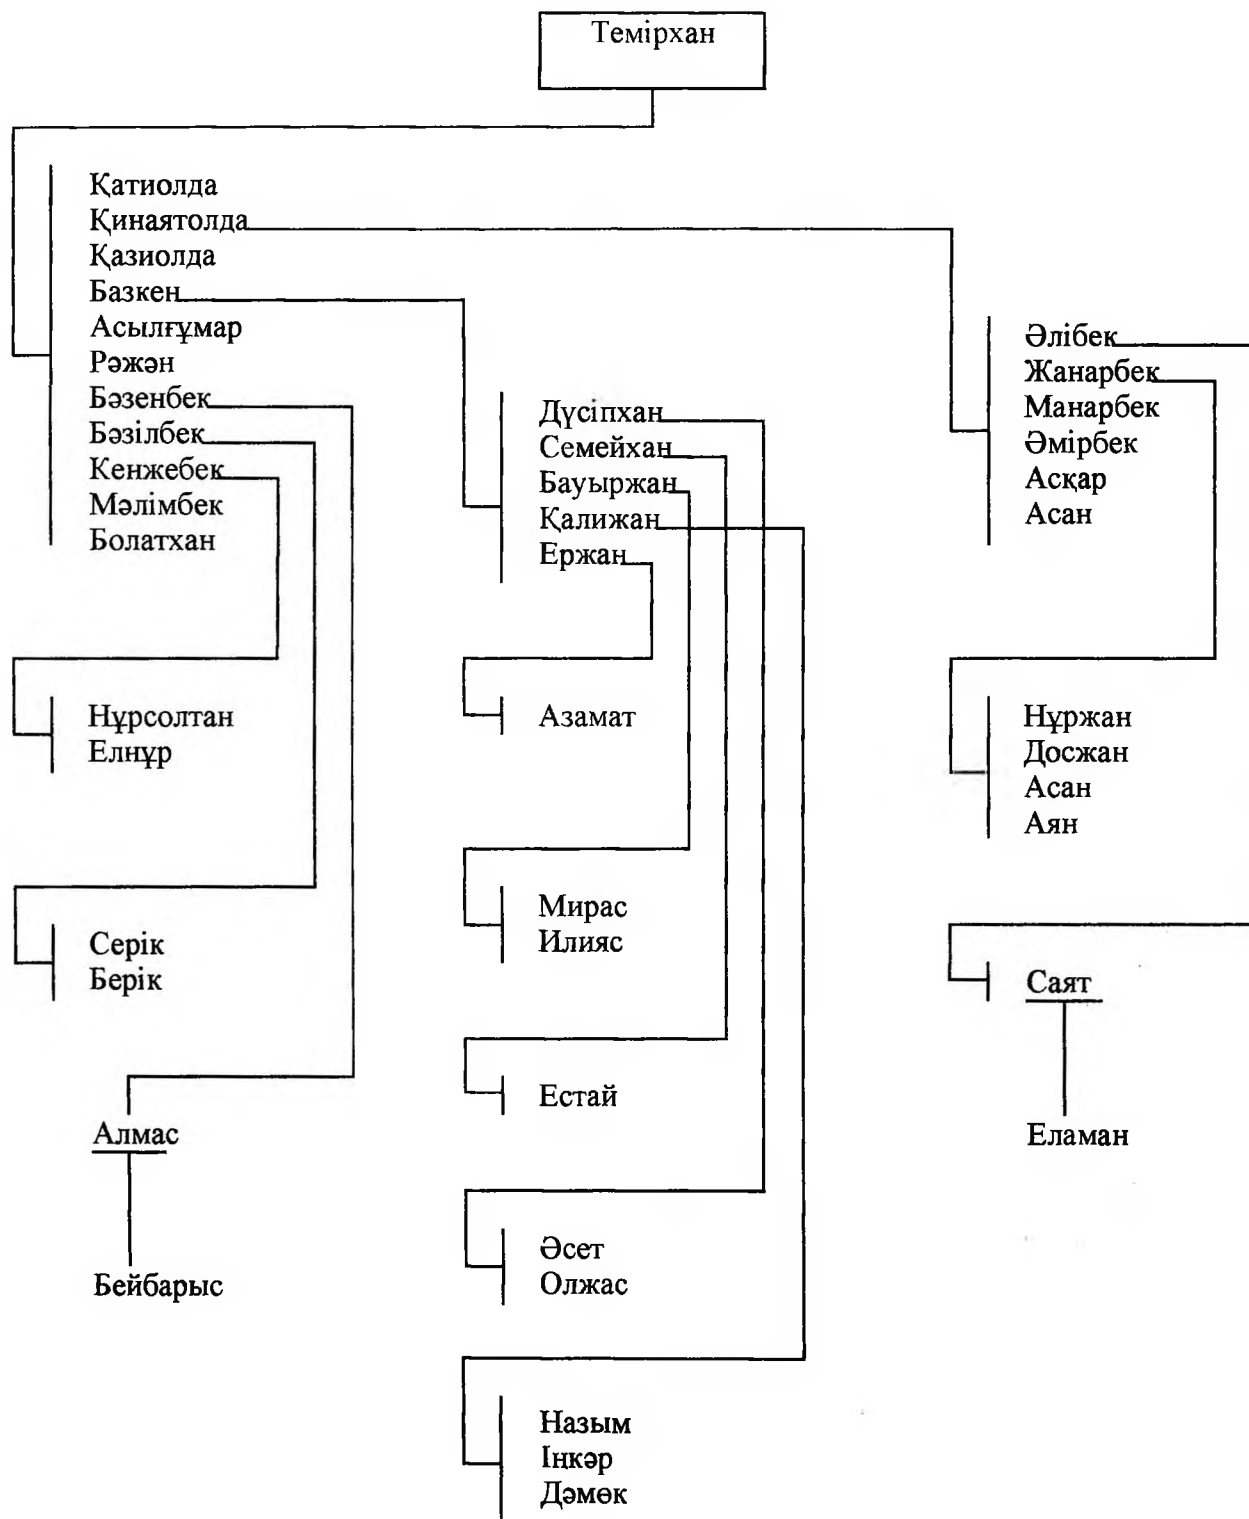 Темірхан
Қатиолда
Қинаятолда
Қазиолда
Базкен
Асылғұмар
Рәжән
Бәзенбек
Бәзілбек
Кенжебек
Мәлімбек
Болатхан
Дүсіпхан
Семейхан
Бауыржан
Қалижан
Ержан
Әлібек
Жанарбек
Манарбек
Әмірбек
Асқар
Асан
Нұрсолтан
Елнұр
Азамат
Нұржан
Досжан
Асан
Аян
Серік
Берік
Мирас
Илияс
Саят
Алмас
Естай
Еламан
Бейбарыс
Әсет
Олжас
Назым
Інкәр
Дәмөк